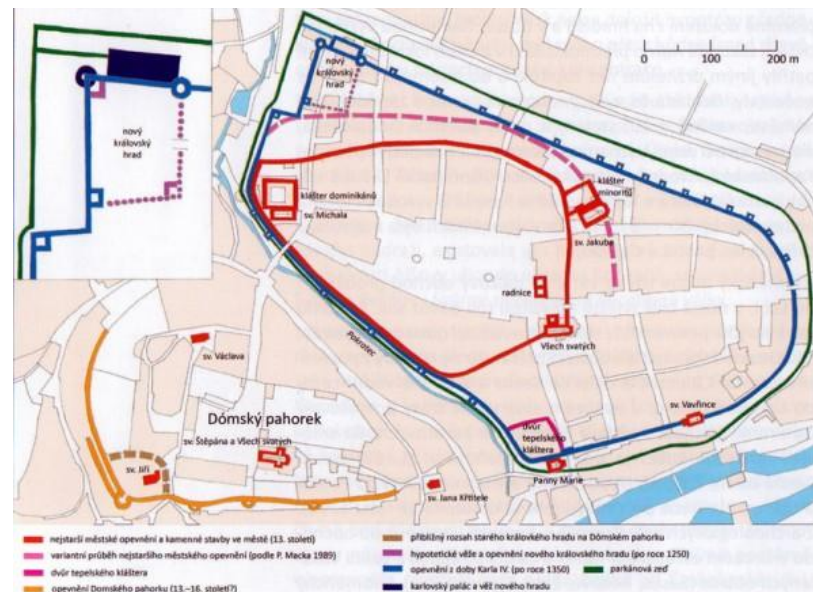 0
100
200 m
nový
královský
hrad
nový
královský
hrad
klášter dominikánů
sv. Michala
klášter
minoritů
sv. Jakuba
radnice
Všech svatých
Pokratec
sv. Václava
Dómský pahorek
sv. Štěpána a Všech svatých
sv. Jiří
sv. Jana Křtitele
dvůr
tepelského
kláštera
Panny Marie
sv. Vavřince
nejstarší městské opevnění a kamenné stavby ve městě (13. století)
variantní průběh nejstaršího městského opevnění (podle P. Macka 1989)
dvůr tepelského kláštera
opevnění Domského pahorku (13.–16. století?)
přibližný rozsah starého královkého hradu na Dómském pahorku
hypotetické věže a opevnění nového královského hradu (po roce 1250)
opevnění z doby Karla IV. (po roce 1350)
parkánová zeď
karlovský palác a věž nového hradu